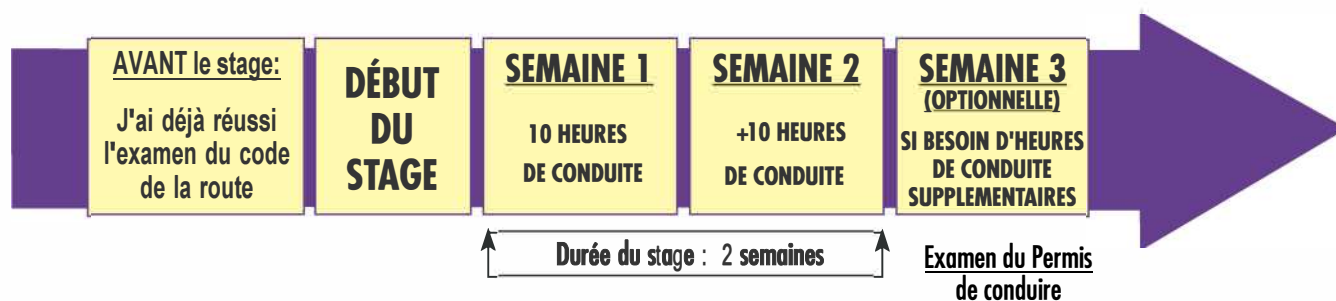 AVANT le stage:
J'ai déjà réussi
l'examen du code
de la route
DÉBUT
DU
STAGE
SEMAINE 1
10 HEURES
DE CONDUITE
SEMAINE 2
+10 HEURES
DE CONDUITE
SEMAINE 3
(OPTIONNELLE)
SI BESOIN D'HEURES
DE CONDUITE
SUPPLEMENTAIRES
Durée du stage : 2 semaines
Examen du Permis
de conduire